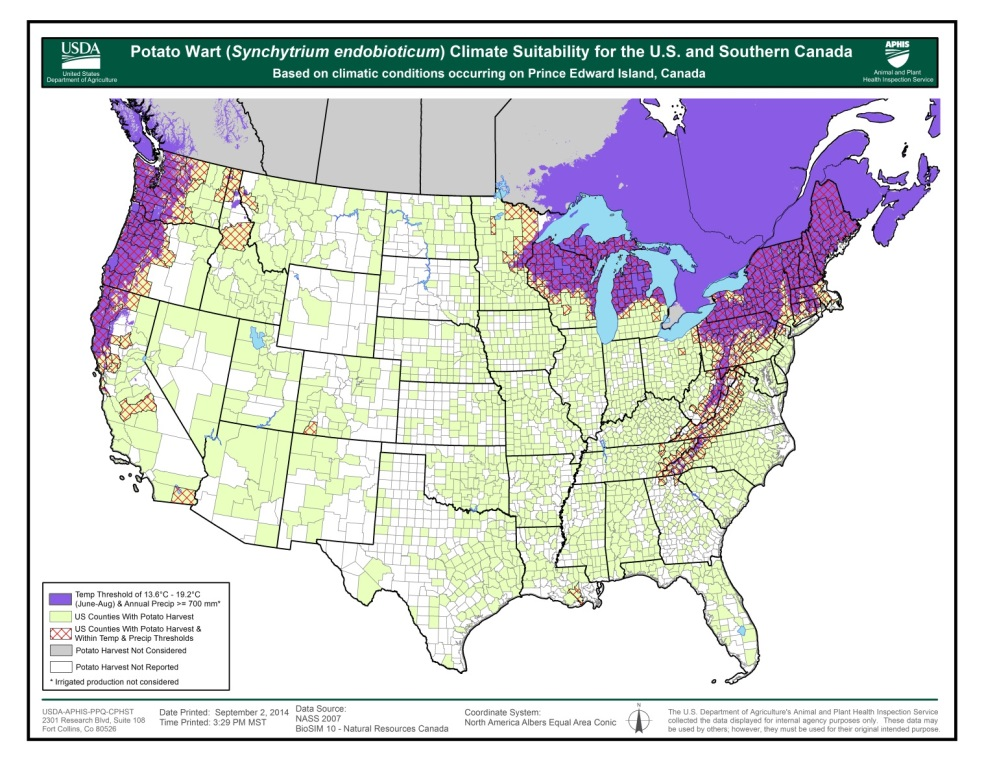 USDA
United States
Department of Agriculture
Potato Wart (Synchytrium endobioticum) Climate Suitability for the U.S. and Southern Canada
Based on climatic conditions occurring on Prince Edward Island, Canada
APHIS
Animal and Plant
Health Inspection Service
Temp Threshold of 13.6°C - 19.2°C
(June-Aug) & Annual Precip >= 700 mm*
US Counties With Potato Harvest
US Counties With Potato Harvest &
Within Temp & Precip Thresholds
Potato Harvest Not Considered
Potato Harvest Not Reported
* Irrigated production not considered
USDA-APHIS-PPQ-CPHST
2301 Research Blvd, Suite 108
Fort Collins, Co 80526
Date Printed: September 2, 2014
Time Printed: 3:29 PM MST
Data Source:
NASS 2007
BioSIM 10 - Natural Resources Canada
Coordinate System:
North America Albers Equal Area Conic
N
The U.S. Department of Agriculture's Animal and Plant Health Inspection Service
collected the data displayed for internal agency purposes only. These data may
be used by others; however, they must be used for their original intended purpose.